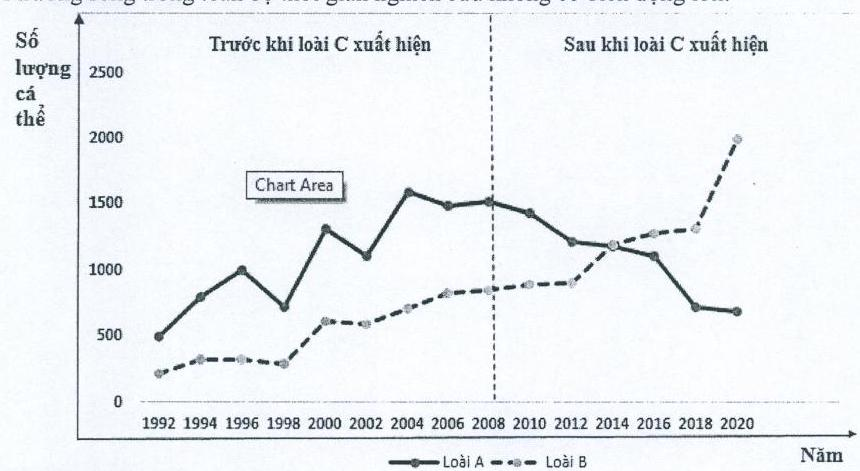 Số
lượng
cá
thể
Trước khi loài C xuất hiện
Sau khi loài C xuất hiện
2500
2000
1500
1000
500
0
Chart Area
1992 1994 1996 1998 2000 2002 2004 2006 2008 2010 2012 2014 2016 2018 2020
Năm
Loài A
Loài B